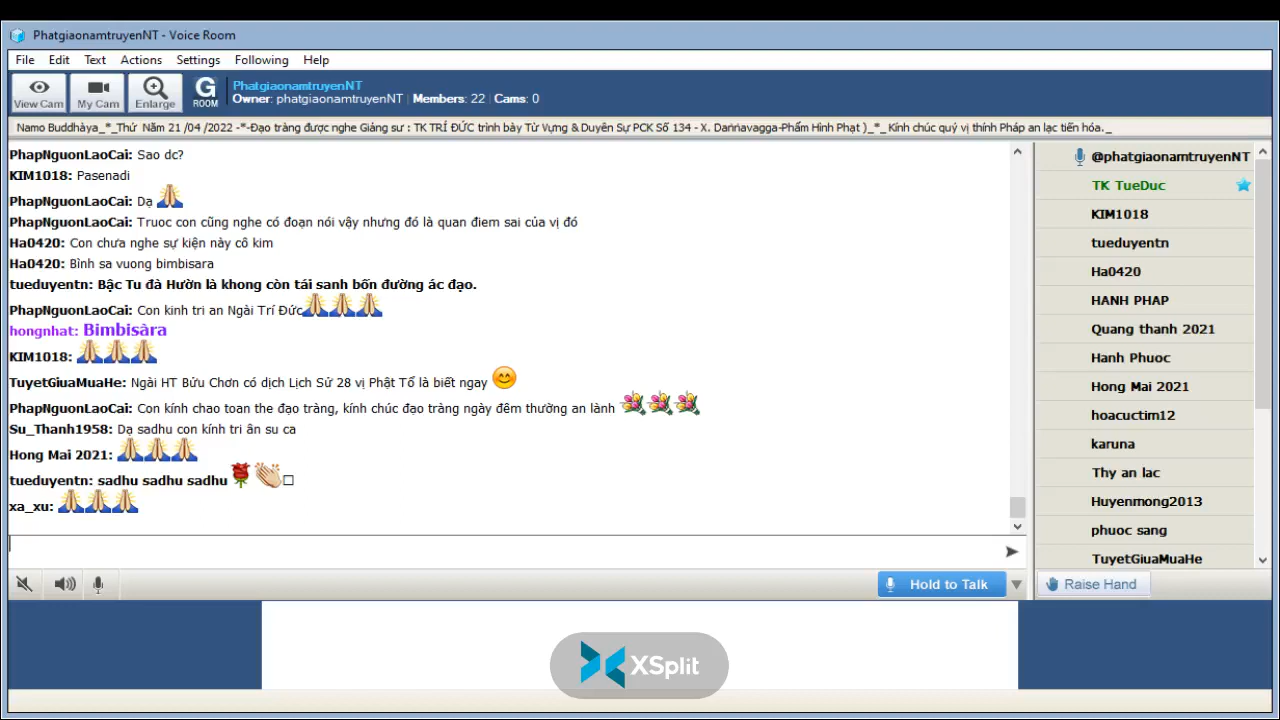 PhatgiaonamtruyenNT - Voice Room
File Edit Text Actions Settings Following Help
View Cam My Cam Enlarge G ROOM
PhatgiaonamtruyenNT
Owner: phatgiaonamtruyenNT | Members: 22 | Cams: 0
Namo Buddhàya_*_Thứ Năm 21 /04 /2022 -*-Đạo tràng được nghe Giảng sư : TK TRÍ ĐỨC trình bày Từ Vựng & Duyên Sự PCK Số 134 - X. Daṇḍavagga-Phẩm Hình Phạt )_*_ Kính chúc quý vị thính Pháp an lạc tiến hóa._
PhapNguonLaoCai: Sao dc?
KIM1018: Pasenadi
PhapNguonLaoCai: Dạ
PhapNguonLaoCai: Truoc con cũng nghe có đoạn nói vậy nhưng đó là quan điem sai của vị đó
Ha0420: Con chưa nghe sự kiện này cô kim
Ha0420: Bình sa vuong bimbisara
tueduyentn: Bậc Tu đà Hườn là khong còn tái sanh bốn đường ác đạo.
PhapNguonLaoCai: Con kinh tri an Ngài Trí Đức
hongnhat: Bimbisàra
KIM1018:
TuyetGiuaMuaHe: Ngài HT Bửu Chơn có dịch Lịch Sử 28 vị Phật Tổ là biết ngay
PhapNguonLaoCai: Con kính chao toan the đạo tràng, kính chúc đạo tràng ngày đêm thường an lành
Su_Thanh1958: Dạ sadhu con kính tri ân su ca
Hong Mai 2021:
tueduyentn: sadhu sadhu sadhu
xa_xu:
@phatgiaonamtruyenNT
TK TueDuc
KIM1018
tueduyentn
Ha0420
HANH PHAP
Quang thanh 2021
Hanh Phuoc
Hong Mai 2021
hoacuctim12
karuna
Thy an lac
Huyenmong2013
phuoc sang
TuyetGiuaMuaHe
Hold to Talk
Raise Hand
XSplit